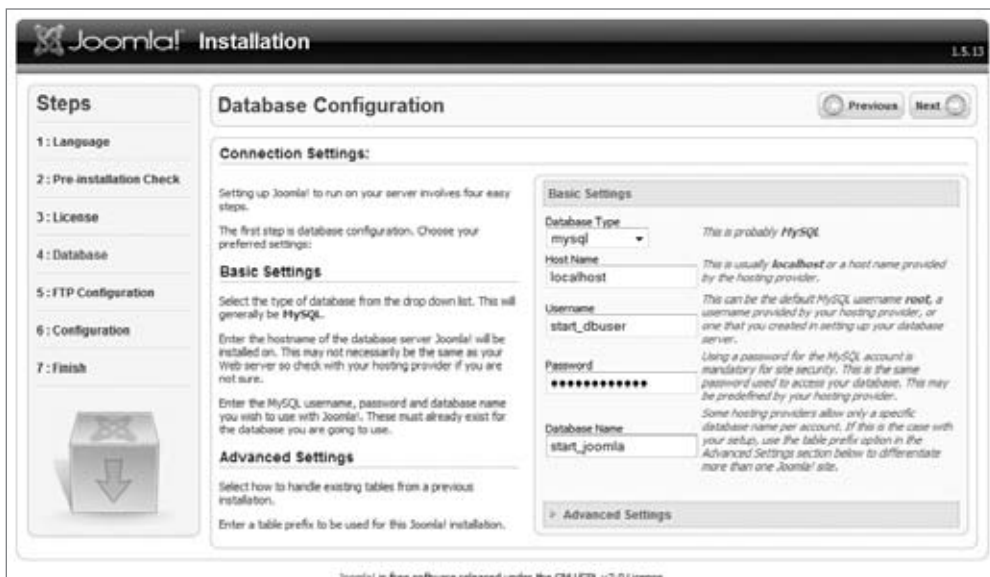 Joomla! Installation
1.5.13
Steps
1 : Language
2 : Pre-installation Check
3 : License
4 : Database
5 : FTP Configuration
6 : Configuration
7 : Finish
Database Configuration
Previous
Next
Connection Settings:
Setting up Joomla! to run on your server involves four easy
steps.
The first step is database configuration. Choose your
preferred settings:
Basic Settings
Select the type of database from the drop down list. This will
generally be MySQL.
Enter the hostname of the database server Joomla! will be
installed on. This may not necessarily be the same as your
Web server so check with your hosting provider if you are
not sure.
Enter the MySQL username, password and database name
you wish to use with Joomla!. These must already exist for
the database you are going to use.
Advanced Settings
Select how to handle existing tables from a previous
installation.
Enter a table prefix to be used for this Joomla! installation.
Basic Settings
Database Type
mysql
This is probably MySQL
Host Name
localhost
This is usually localhost or a host name provided
by the hosting provider.
Username
start_dbuser
This can be the default MySQL username root, a
username provided by your hosting provider, or
one that you created in setting up your database
server.
Password
••••••••••••
Using a password for the MySQL account is
mandatory for site security. This is the same
password used to access your database. This may
be predefined by your hosting provider.
Database Name
start_joomla
Some hosting providers allow only a specific
database name per account. If this is the case with
your setup, use the table prefix option in the
Advanced Settings section below to differentiate
more than one Joomla! site.
Advanced Settings
Joomla! is free software released under the GNU/GPL v2.0 License.